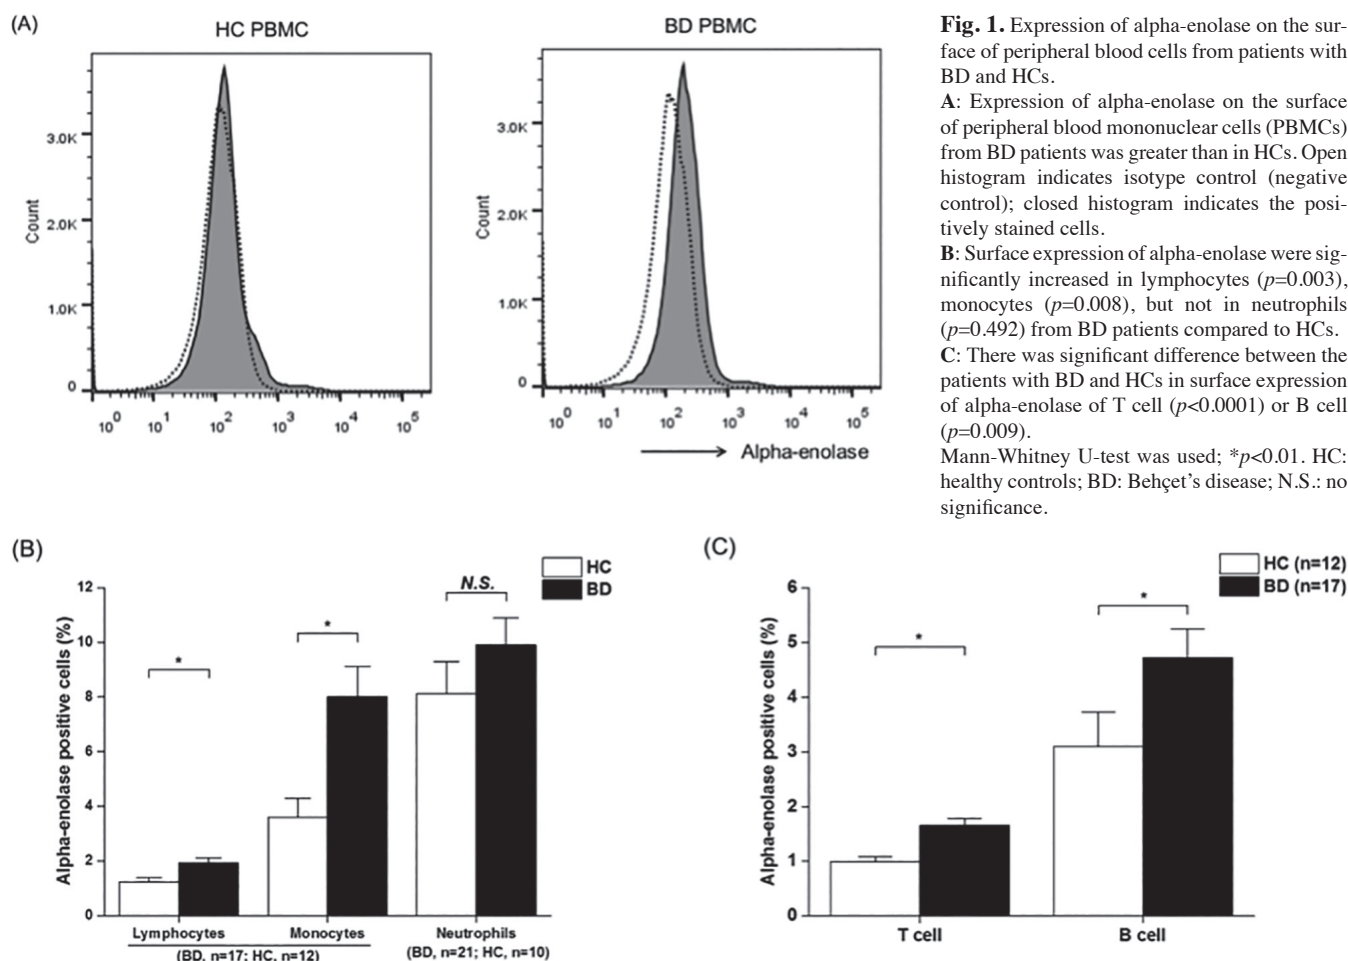 (A)
HC PBMC
BD PBMC
Count
3.0K
2.0K
1.0K
0
10^0 10^1 10^2 10^3 10^4 10^5
Count
3.0K
2.0K
1.0K
0
10^0 10^1 10^2 10^3 10^4 10^5
Alpha-enolase
Fig. 1. Expression of alpha-enolase on the sur-
face of peripheral blood cells from patients with
BD and HCs.
A: Expression of alpha-enolase on the surface
of peripheral blood mononuclear cells (PBMCs)
from BD patients was greater than in HCs. Open
histogram indicates isotype control (negative
control); closed histogram indicates the posi-
tively stained cells.
B: Surface expression of alpha-enolase were sig-
nificantly increased in lymphocytes (p=0.003),
monocytes (p=0.008), but not in neutrophils
(p=0.492) from BD patients compared to HCs.
C: There was significant difference between the
patients with BD and HCs in surface expression
of alpha-enolase of T cell (p<0.0001) or B cell
(p=0.009).
Mann-Whitney U-test was used; *p<0.01. HC:
healthy controls; BD: Behçet's disease; N.S.: no
significance.
(B)
HC
BD
Alpha-enolase positive cells (%)
12
10
8
6
4
2
0
*
*
N.S.
Lymphocytes Monocytes Neutrophils
(BD, n=17; HC, n=12) (BD, n=21; HC, n=10)
(C)
HC (n=12)
BD (n=17)
Alpha-enolase positive cells (%)
6
5
4
3
2
1
0
*
*
T cell B cell